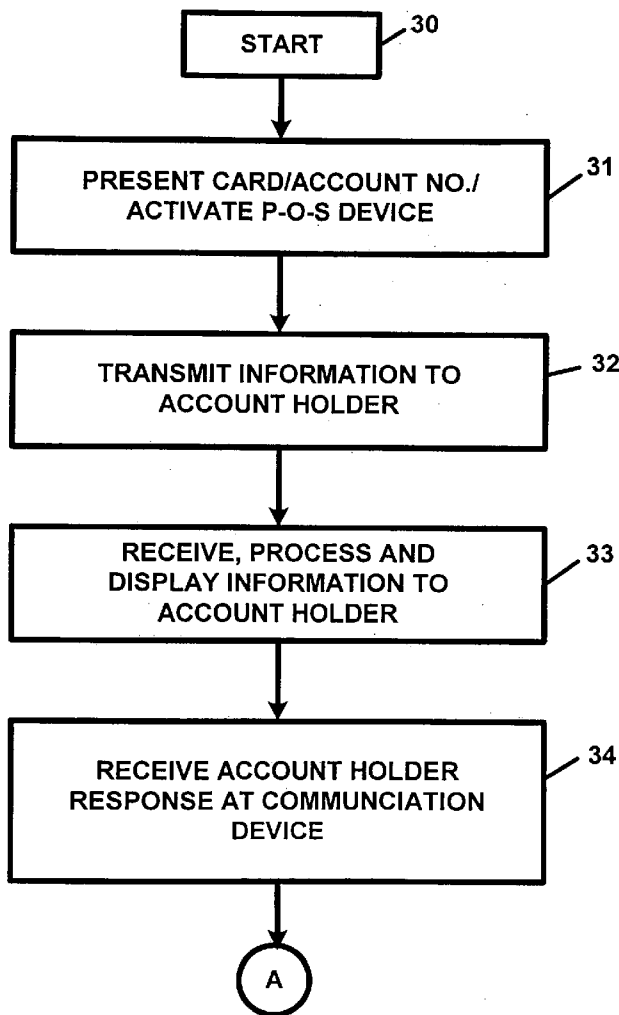 START
30
PRESENT CARD/ACCOUNT NO./
ACTIVATE P-O-S DEVICE
31
TRANSMIT INFORMATION TO
ACCOUNT HOLDER
32
RECEIVE, PROCESS AND
DISPLAY INFORMATION TO
ACCOUNT HOLDER
33
RECEIVE ACCOUNT HOLDER
RESPONSE AT COMMUNCIATION
DEVICE
34
A